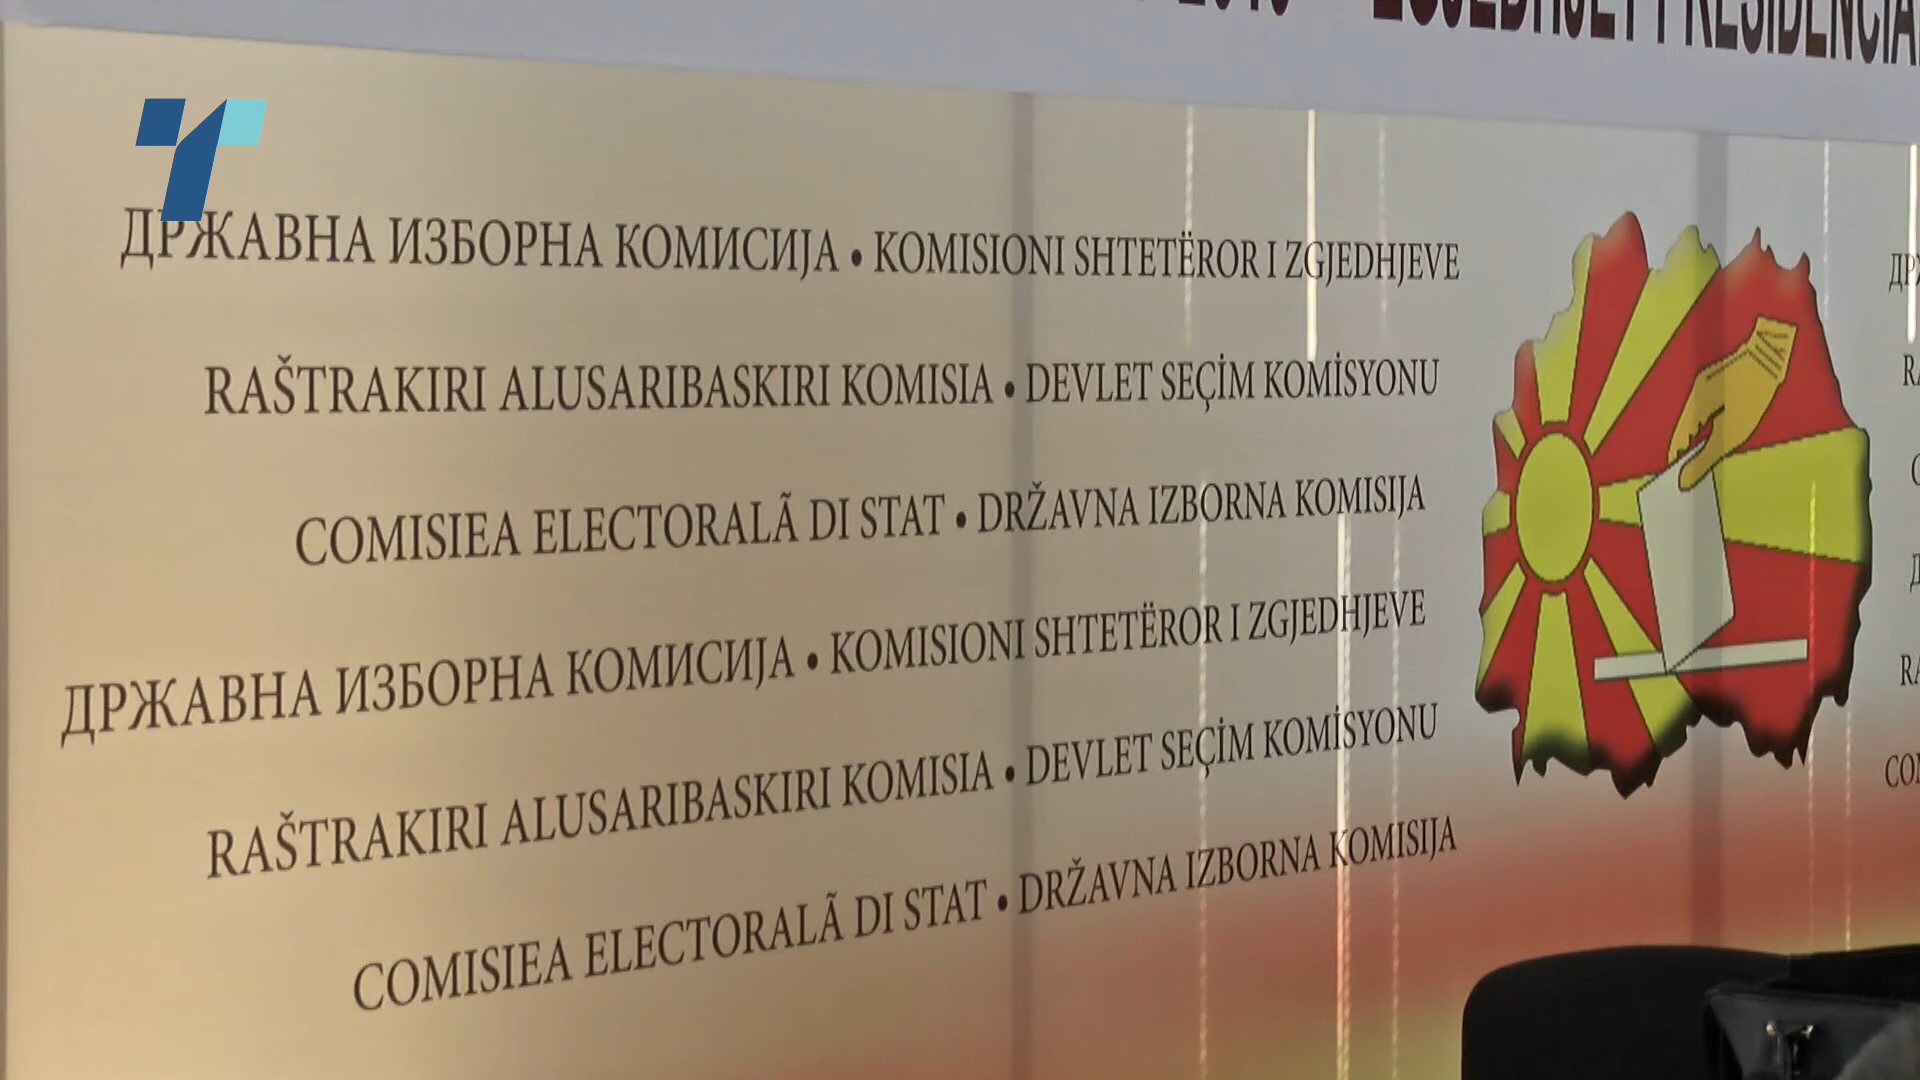 ДРЖАВНА ИЗБОРНА КОМИСИЈА • KOMISIONI SHTETËROR I ZGJEDHJEVE
RAŠTRAKIRI ALUSARIBASKIRI KOMISIA • DEVLET SEÇİM KOMİSYONU
COMISIEA ELECTORALÃ DI STAT • DRŽAVNA IZBORNA KOMISIJA
ДРЖАВНА ИЗБОРНА КОМИСИЈА • KOMISIONI SHTETËROR I ZGJEDHJEVE
RAŠTRAKIRI ALUSARIBASKIRI KOMISIA • DEVLET SEÇİM KOMİSYONU
COMISIEA ELECTORALÃ DI STAT • DRŽAVNA IZBORNA KOMISIJA